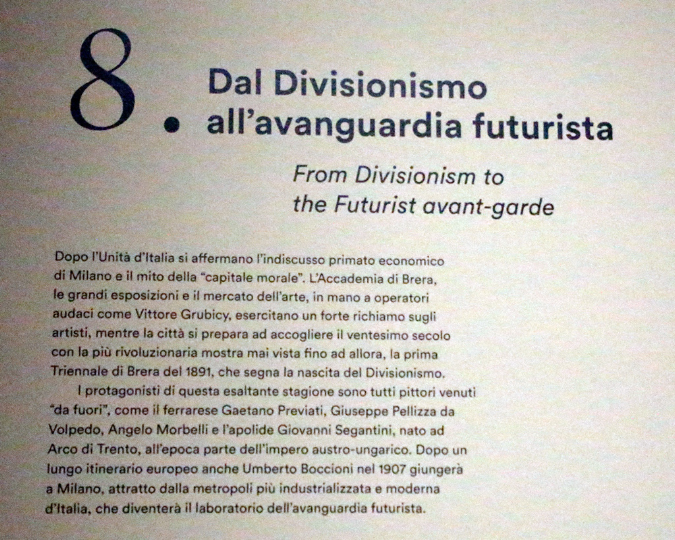 8.
Dal Divisionismo
all'avanguardia futurista
From Divisionism to
the Futurist avant-garde
Dopo l'Unità d'Italia si affermano l'indiscusso primato economico
di Milano e il mito della “capitale morale”. L'Accademia di Brera,
le grandi esposizioni e il mercato dell'arte, in mano a operatori
audaci come Vittore Grubicy, esercitano un forte richiamo sugli
artisti, mentre la città si prepara ad accogliere il ventesimo secolo
con la più rivoluzionaria mostra mai vista fino ad allora, la prima
Triennale di Brera del 1891, che segna la nascita del Divisionismo.
I protagonisti di questa esaltante stagione sono tutti pittori venuti
“da fuori”, come il ferrarese Gaetano Previati, Giuseppe Pellizza da
Volpedo, Angelo Morbelli e l'apolide Giovanni Segantini, nato ad
Arco di Trento, all'epoca parte dell'impero austro-ungarico. Dopo un
lungo itinerario europeo anche Umberto Boccioni nel 1907 giungerà
a Milano, attratto dalla metropoli più industrializzata e moderna
d'Italia, che diventerà il laboratorio dell'avanguardia futurista.